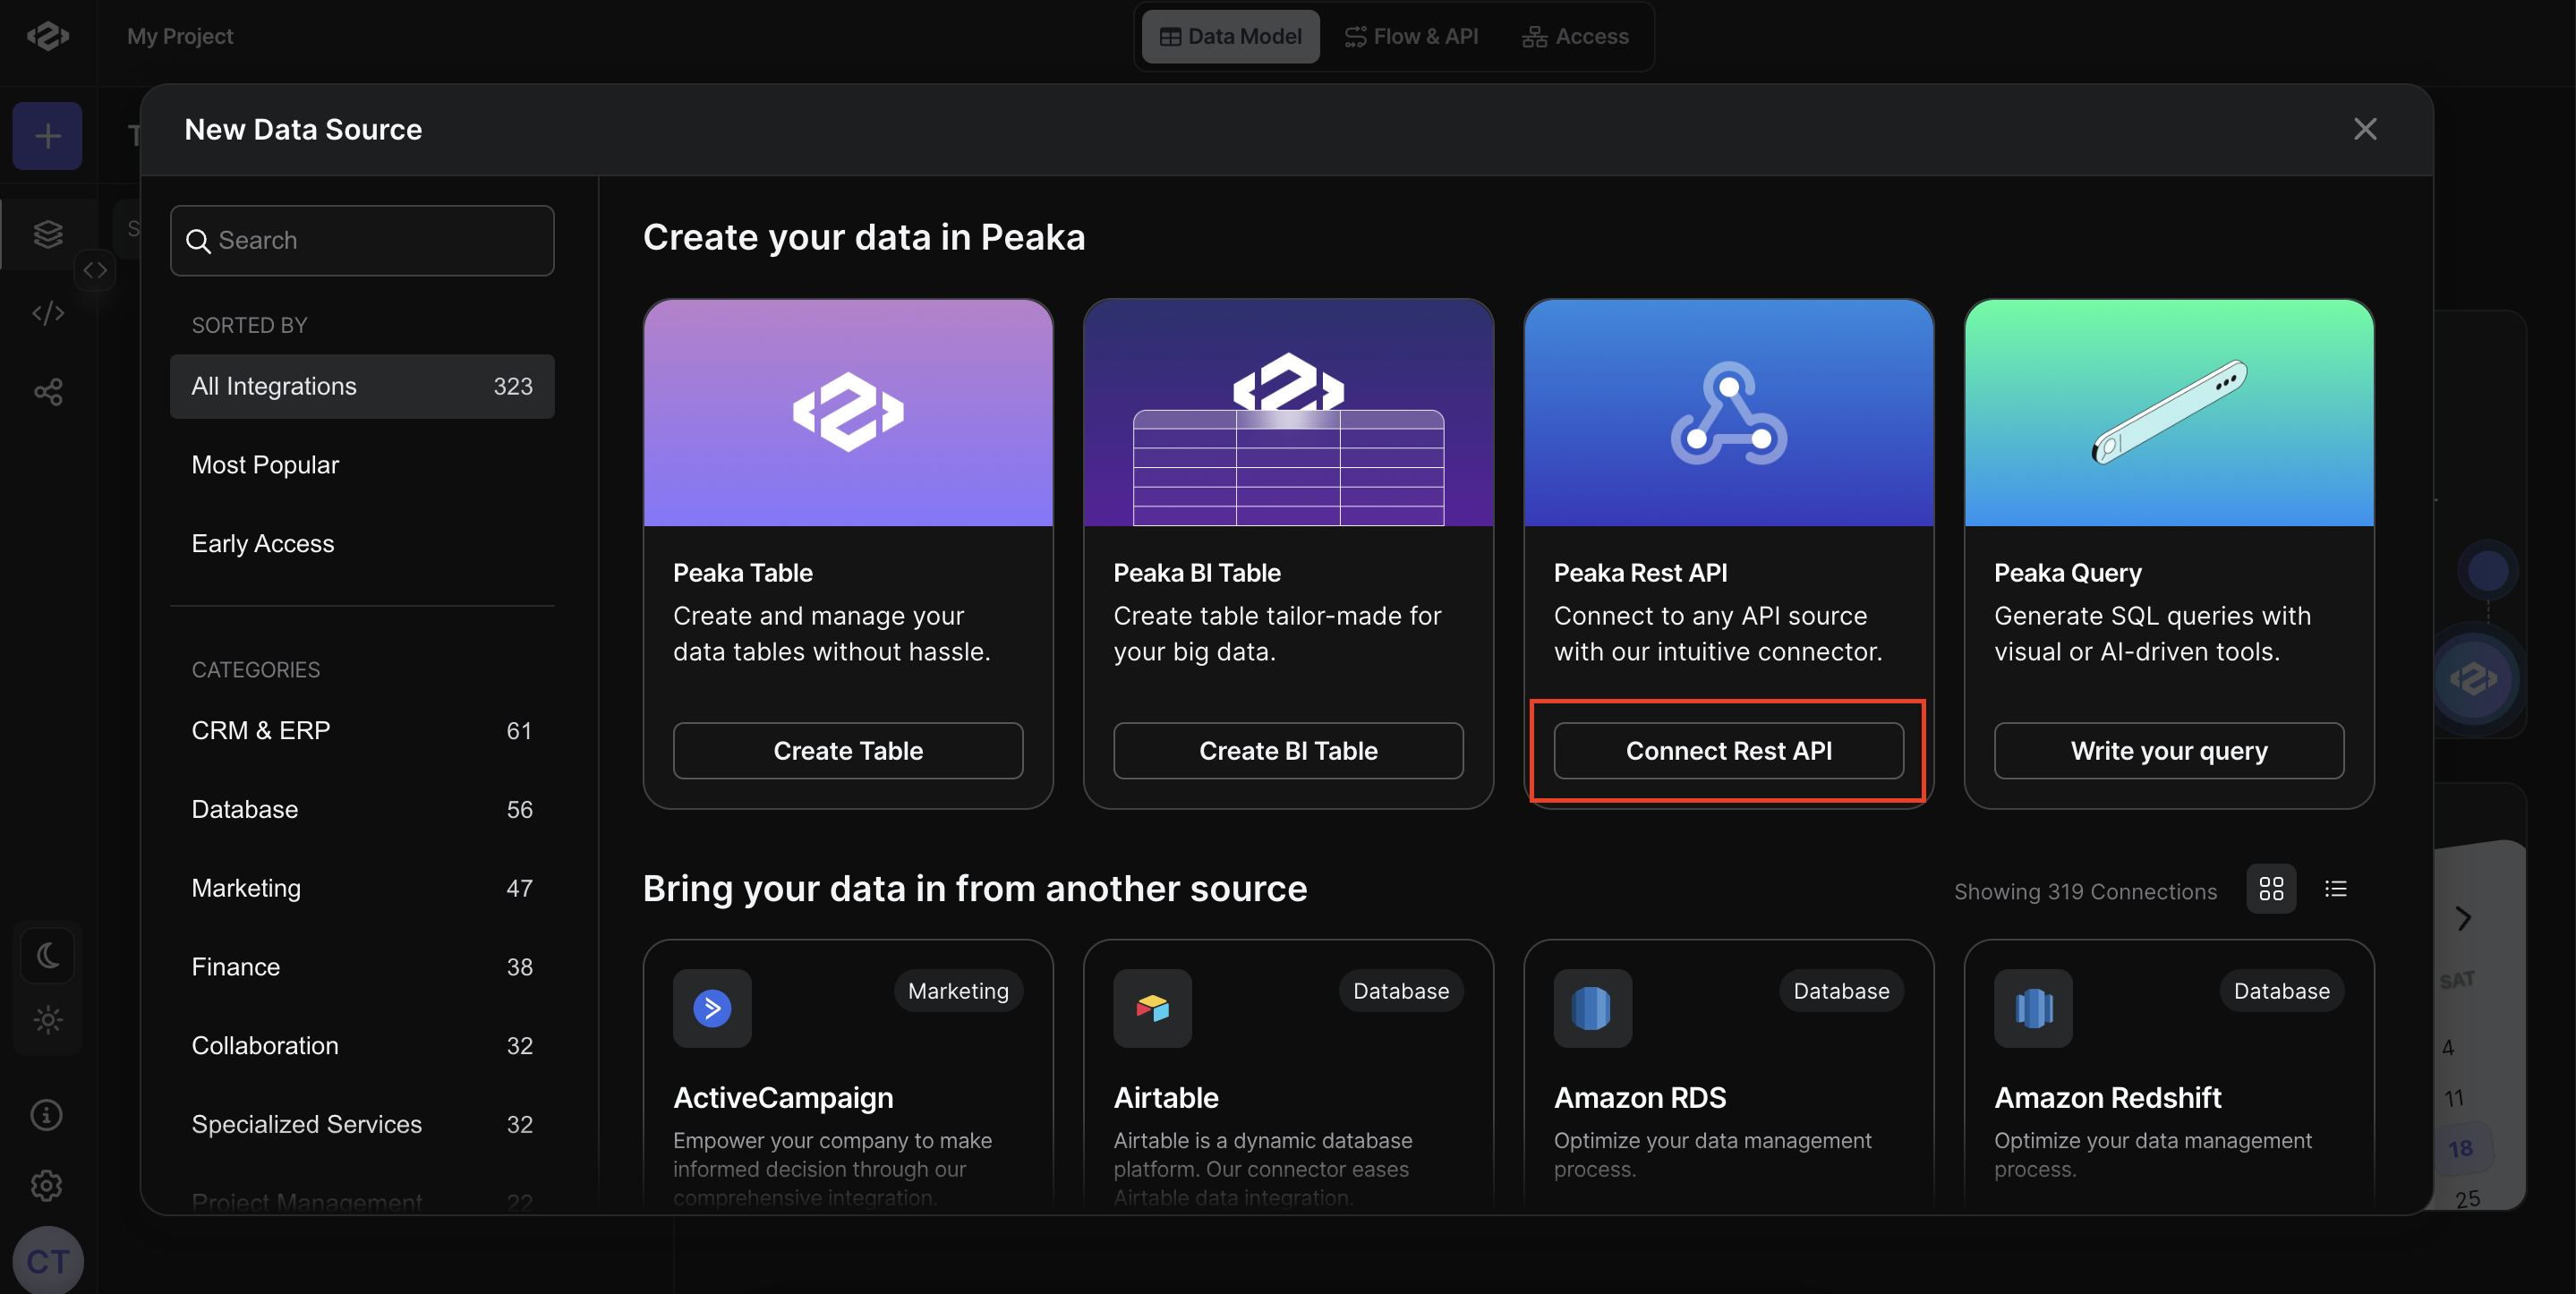 My Project
Data Model
Flow & API
Access
New Data Source
Search
SORTED BY
All Integrations 323
Most Popular
Early Access
CATEGORIES
CRM & ERP 61
Database 56
Marketing 47
Finance 38
Collaboration 32
Specialized Services 32
Project Management 22
CT
Create your data in Peaka
Peaka Table
Create and manage your
data tables without hassle.
Create Table
Peaka BI Table
Create table tailor-made for
your big data.
Create BI Table
Peaka Rest API
Connect to any API source
with our intuitive connector.
Connect Rest API
Peaka Query
Generate SQL queries with
visual or AI-driven tools.
Write your query
Bring your data in from another source
Showing 319 Connections
Marketing
ActiveCampaign
Empower your company to make
informed decision through our
comprehensive integration.
Database
Airtable
Airtable is a dynamic database
platform. Our connector eases
Airtable data integration.
Database
Amazon RDS
Optimize your data management
process.
Database
Amazon Redshift
Optimize your data management
process.
SAT
4
11
18
25